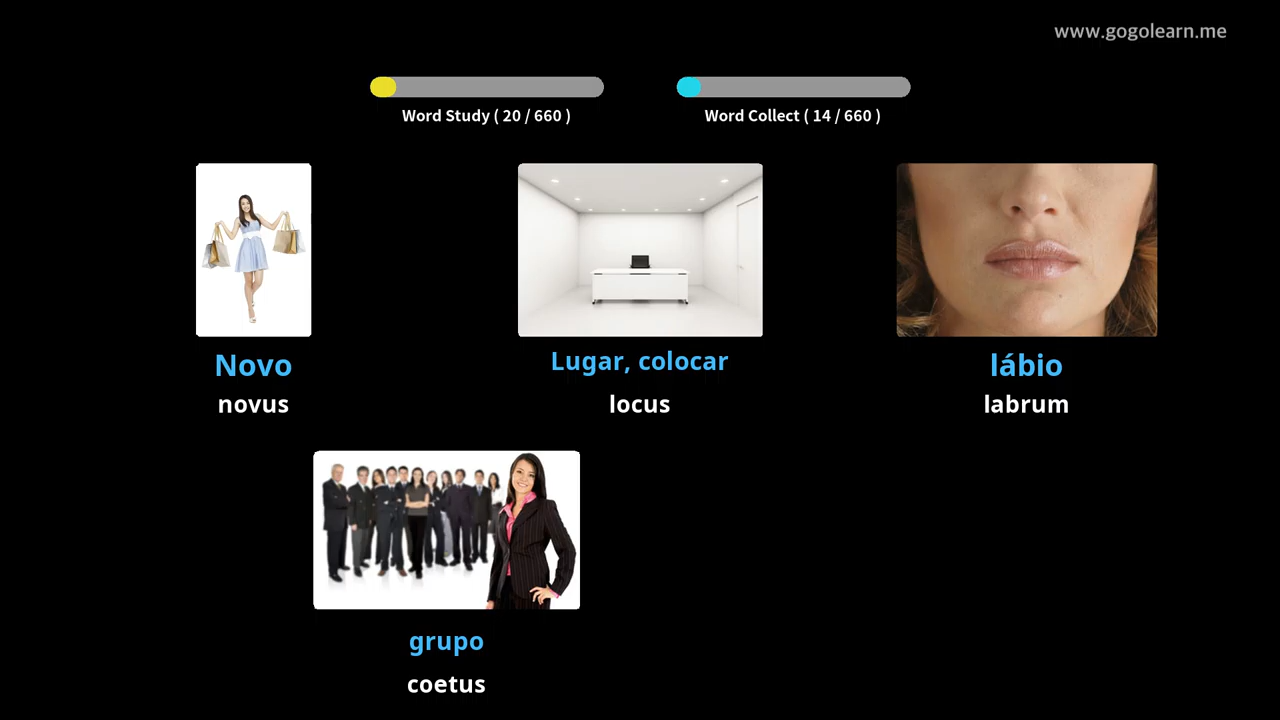 www.gogolearn.me
Word Study ( 20 / 660 )
Word Collect ( 14 / 660 )
Novo
novus
Lugar, colocar
locus
lábio
labrum
grupo
coetus